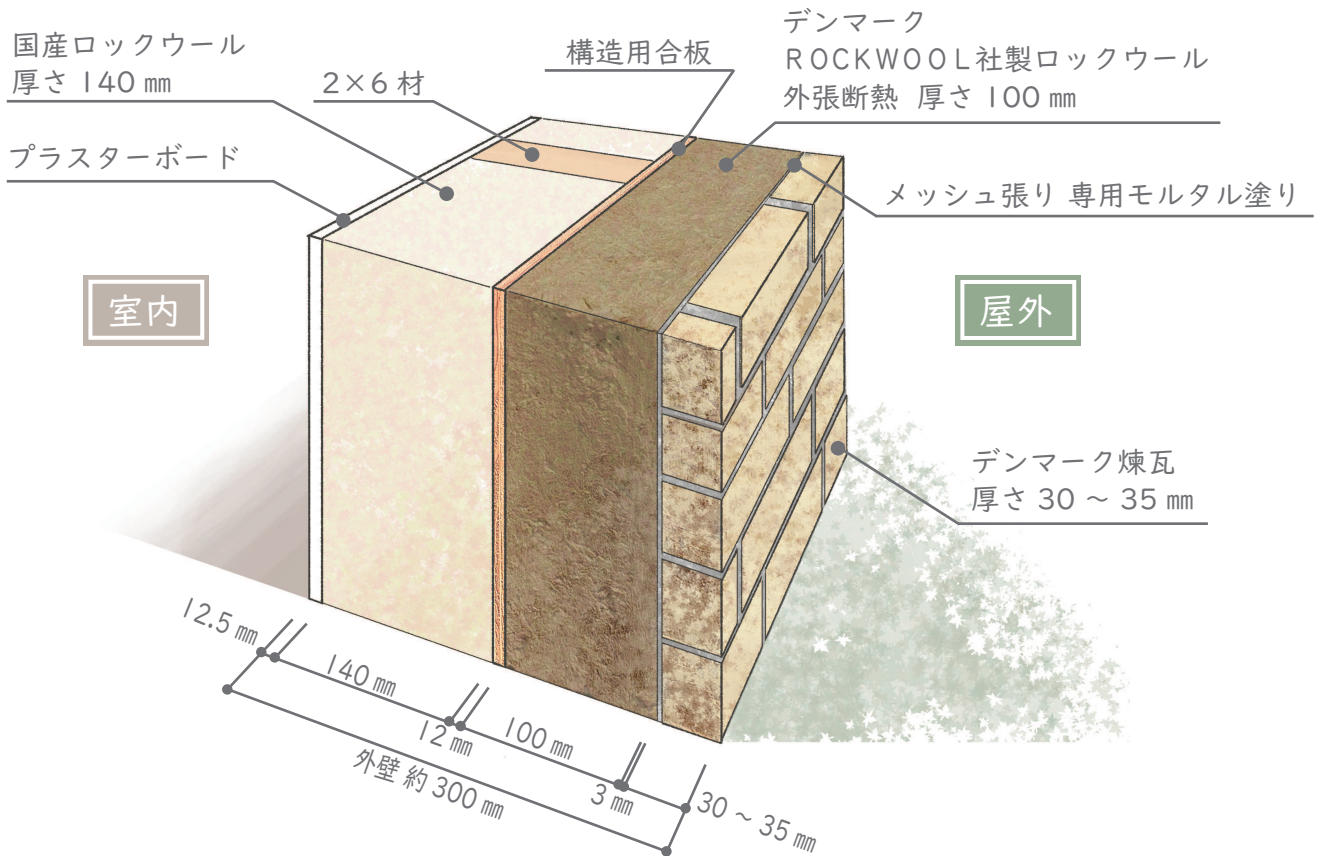 国産ロックウール
厚さ 140 ㎜
2×6 材
構造用合板
デンマーク
ＲＯＣＫＷＯＯＬ社製ロックウール
外張断熱 厚さ 100 ㎜
プラスターボード
メッシュ張り 専用モルタル塗り
室内
屋外
デンマーク煉瓦
厚さ 30 ～ 35 ㎜
12.5 ㎜
140 ㎜
12 ㎜
100 ㎜
3 ㎜
30 ～ 35 ㎜
外壁 約 300 ㎜